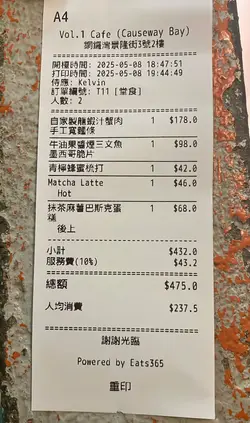 A4
Vol.1 Cafe (Causeway Bay)
銅鑼灣景隆街3號2樓
開檯時間: 2025-05-08 18:47:51
打印時間: 2025-05-08 19:44:49
侍應: Kelvin
訂單編號: T11 [堂食]
人數: 2
自家製龍蝦汁蟹肉 1 $178.0
手工寬麵條
牛油果醬煙三文魚 1 $98.0
墨西哥脆片
青檸蜂蜜梳打 1 $42.0
Matcha Latte 1 $46.0
Hot
抹茶麻薯巴斯克蛋 1 $68.0
糕
後上
小計 $432.0
服務費(10%) $43.2
總額 $475.0
人均消費 $237.5
謝謝光臨
Powered by Eats365
重印